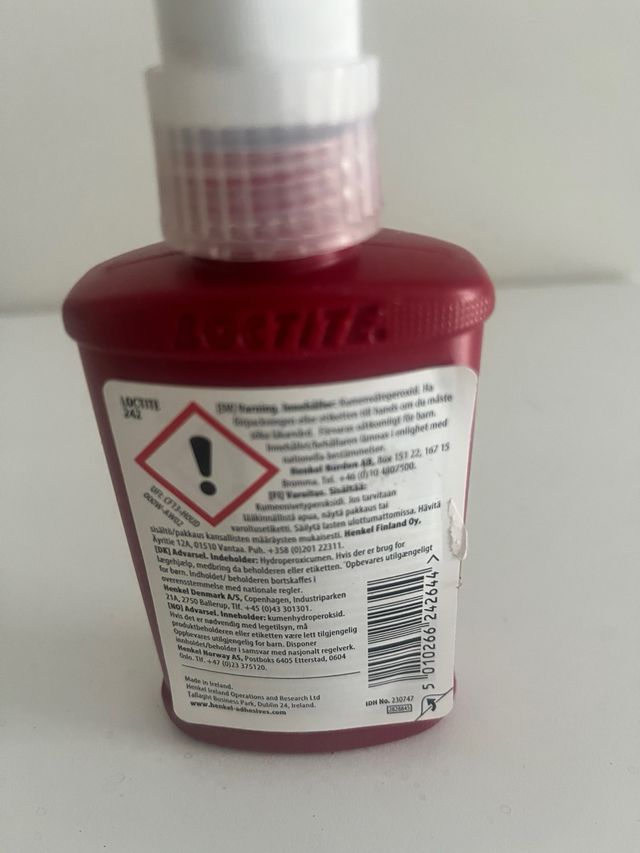 LOCTITE.
LOCTITE
242
[SE] Varning. Innehåller: Kumenväteperoxid. Ha
förpackningen eller etiketten till hands om du måste
söka läkarvård. Förvaras oåtkomligt för barn.
Innehållet/behållaren lämnas i enlighet med
nationella bestämmelser.
Henkel Norden AB, Box 151 22, 167 15
Bromma. Tel. +46 (0)10 4807500.
[FI] Varoitus. Sisältää:
Kumeenivetyperoksidi. Jos tarvitaan
lääkinnällistä apua, näytä pakkaus tai
varoitusetiketti. Säilytä lasten ulottumattomissa. Hävitä
sisältö/pakkaus kansallisten määräysten mukaisesti. Henkel Finland Oy,
Äyritie 12A, 01510 Vantaa. Puh. +358 (0)201 22311.
[DK] Advarsel. Indeholder: Hydroperoxicumen. Hvis der er brug for
lægehjælp, medbring da beholderen eller etiketten. Opbevares utilgængeligt
for børn. Indholdet/ beholderen bortskaffes i
overensstemmelse med nationale regler.
Henkel Denmark A/S, Copenhagen, Industriparken
21A, 2750 Ballerup, Tlf. +45 (0)43 301301.
[NO] Advarsel. Inneholder: kumenhydroperoksid.
Hvis det er nødvendig med legetilsyn, må
produktbeholderen eller etiketten være lett tilgjengelig
Oppbevares utilgjengelig for barn. Disponer
innholdet/beholder i samsvar med nasjonalt regelverk.
Henkel Norway AS, Postboks 6405 Etterstad, 0604
Oslo. Tlf. +47 (0)23 375120.
Made in Ireland.
Henkel Ireland Operations and Research Ltd
Tallaght Business Park, Dublin 24, Ireland.
www.henkel-adhesives.com
5 010266 242644 >
IDH No. 230747